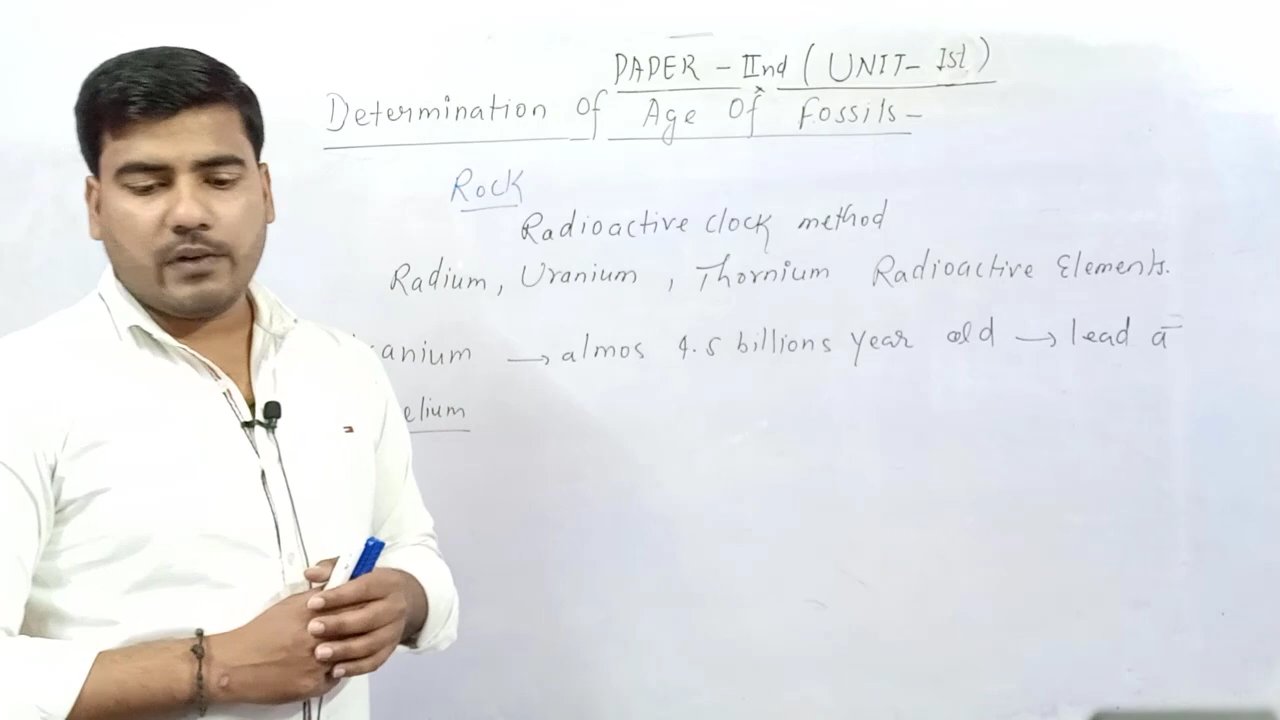 PAPER - IInd ( UNIT- Ist )
Determination of Age Of Fossils -
Rock
Radioactive clock method
Radium, Uranium , Thornium Radioactive Elements.
anium → almos 4.5 billions year old → lead a
elium